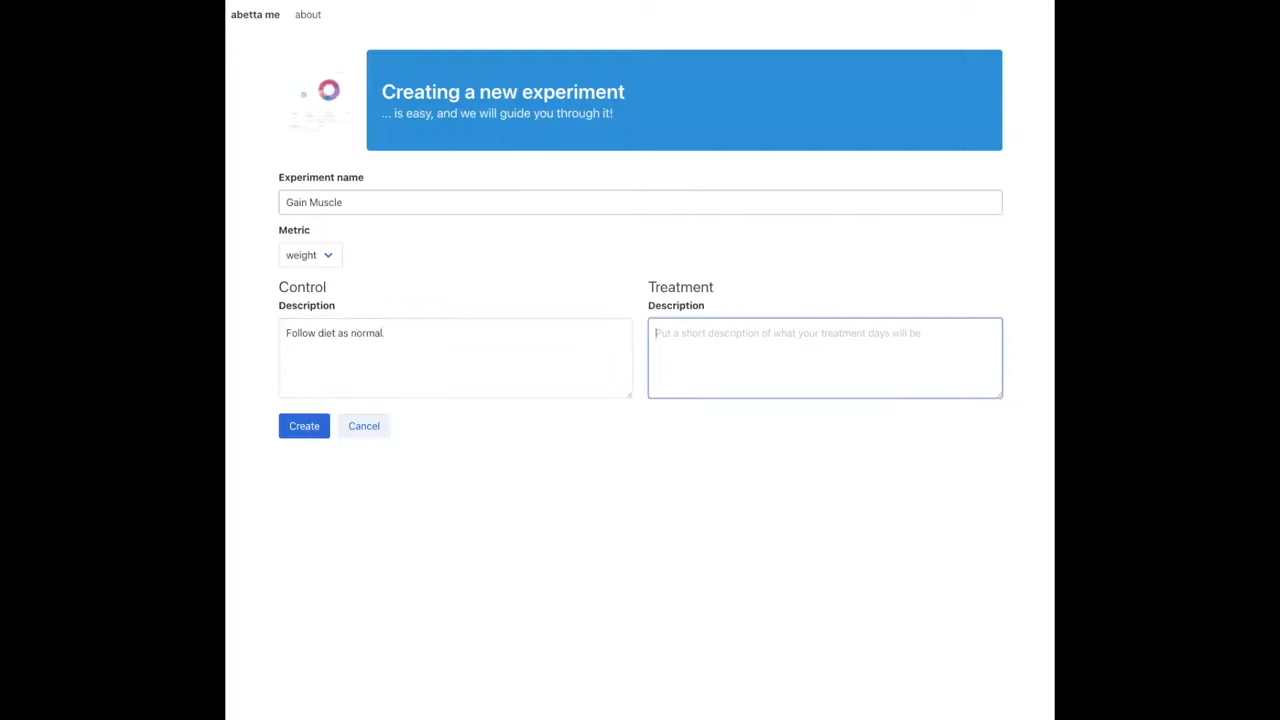 abetta me about
Creating a new experiment
... is easy, and we will guide you through it!
Experiment name
Gain Muscle
Metric
weight
Control
Description
Follow diet as normal.
Treatment
Description
Put a short description of what your treatment days will be
Create Cancel